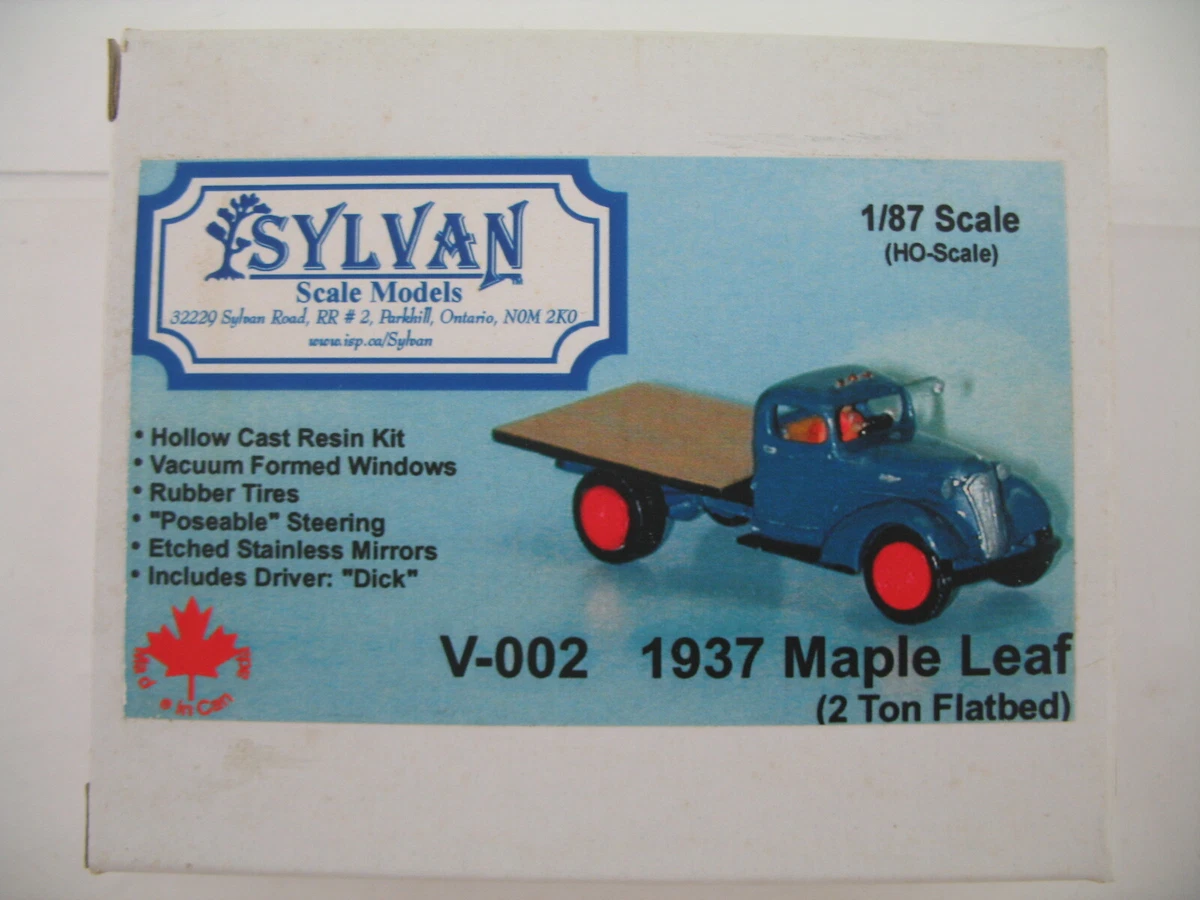 SYLVAN
Scale Models
32229 Sylvan Road, RR # 2, Parkhill, Ontario, N0M 2K0
www.isp.ca/Sylvan
1/87 Scale
(HO-Scale)
• Hollow Cast Resin Kit
• Vacuum Formed Windows
• Rubber Tires
• "Poseable" Steering
• Etched Stainless Mirrors
• Includes Driver: "Dick"
V-002 1937 Maple Leaf
(2 Ton Flatbed)